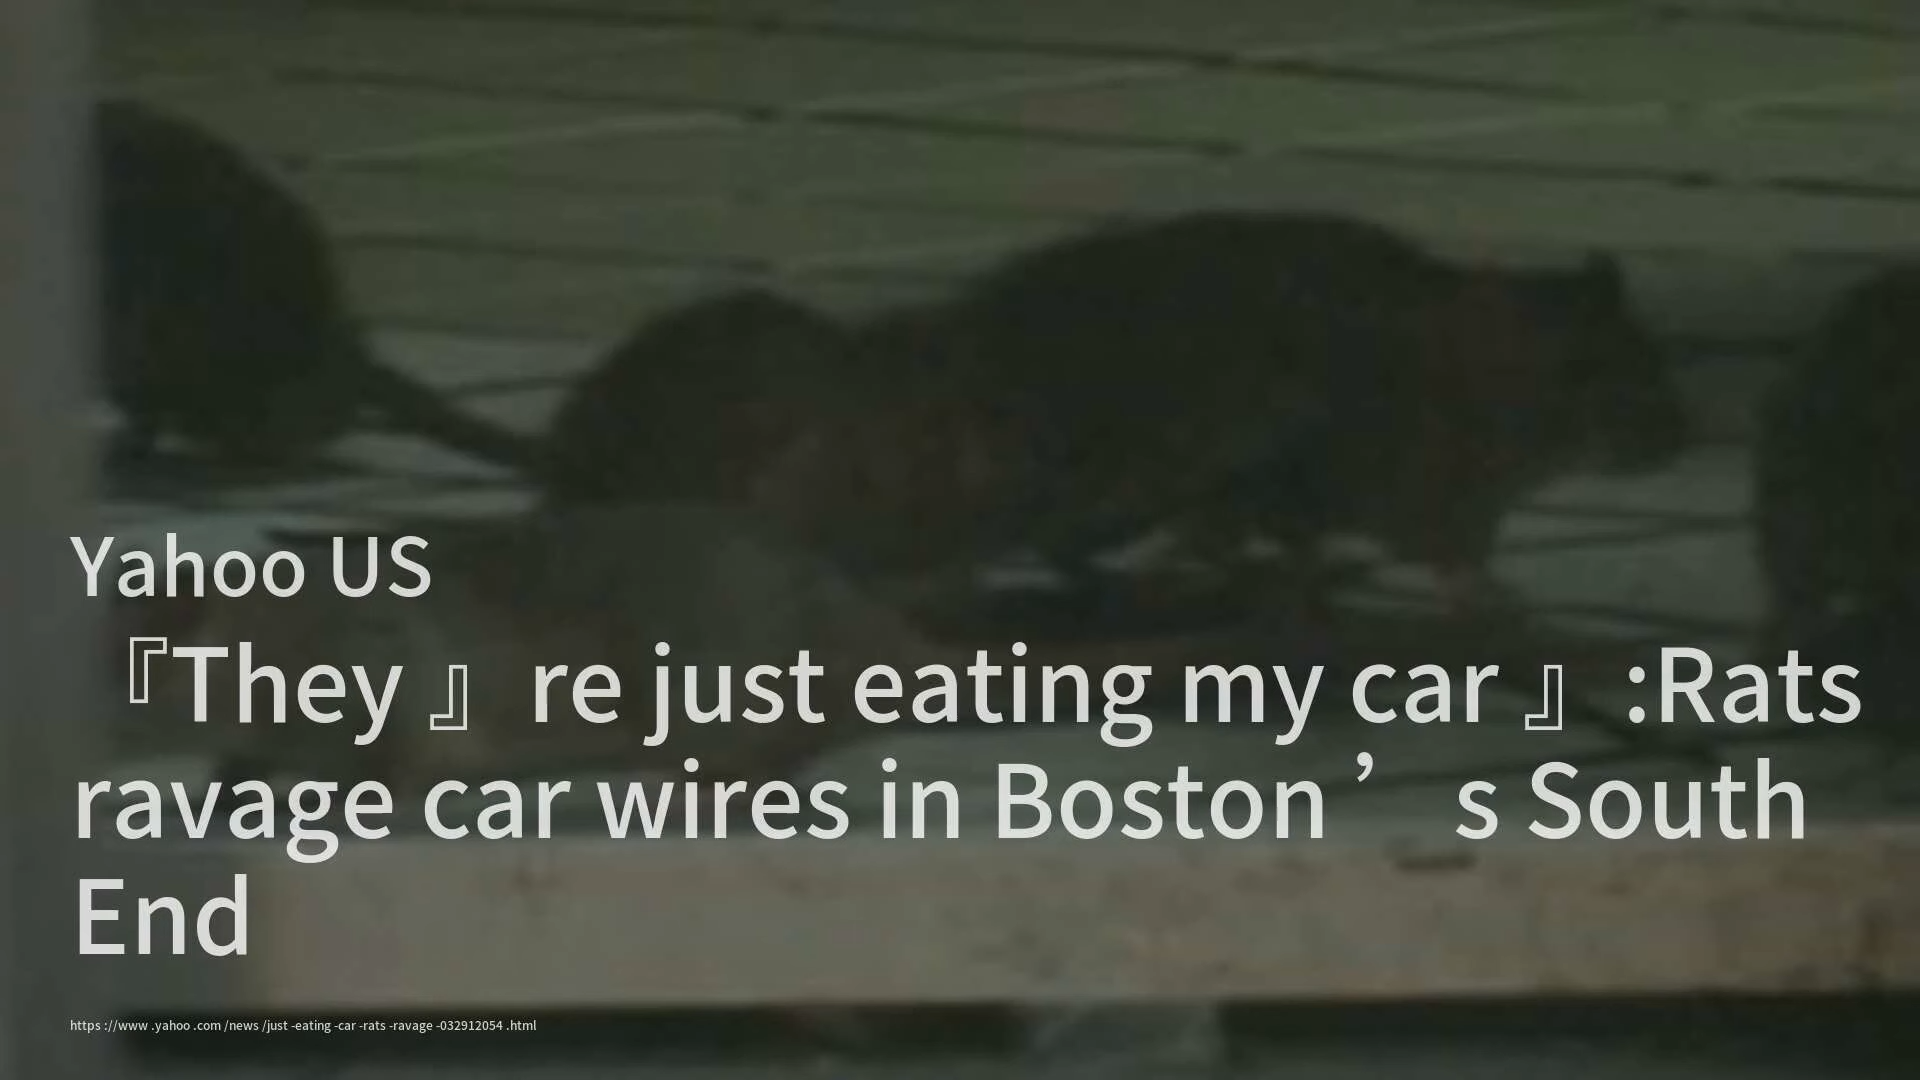 Yahoo US
『They 』 re just eating my car 』 :Rats
ravage car wires in Boston ’ s South
End
https ://www .yahoo .com /news /just -eating -car -rats -ravage -032912054 .html